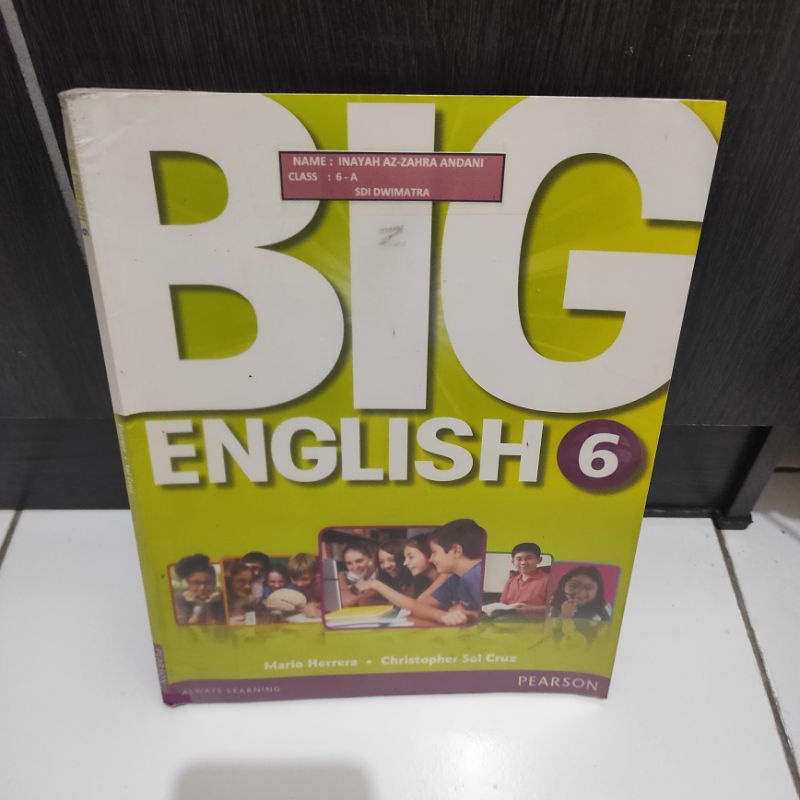 BIG
NAME : INAYAH AZ-ZAHRA ANDANI
CLASS : 6 - A
SDI DWIMATRA
ENGLISH 6
Mario Herrera • Christopher Sol Cruz
ALWAYS LEARNING
PEARSON
PEARSON